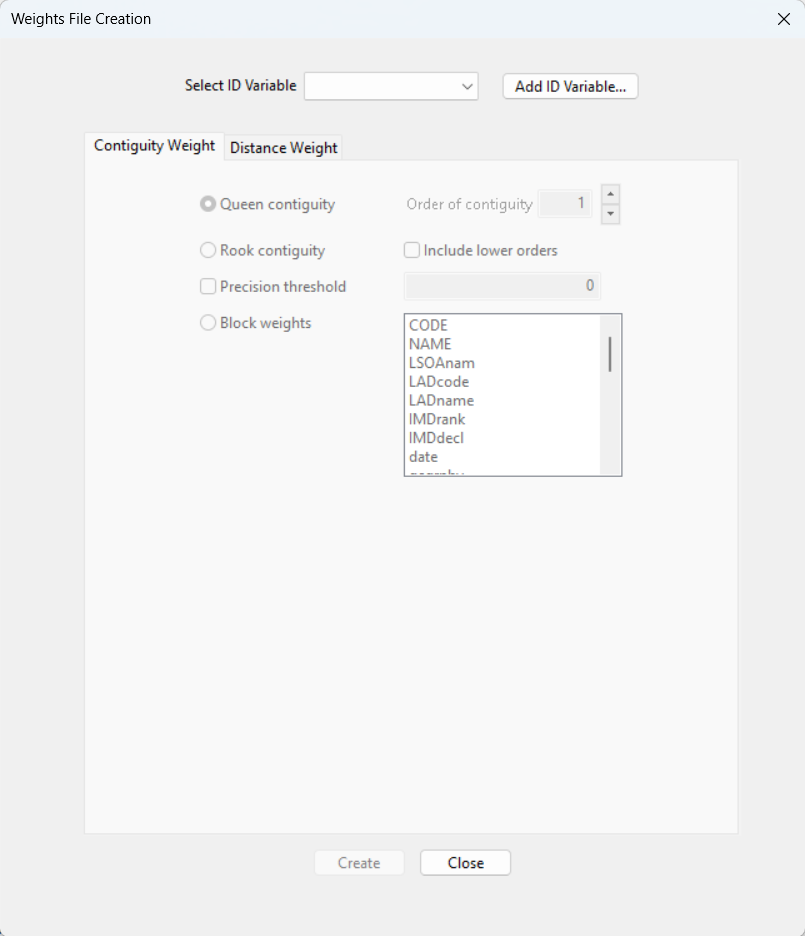 Weights File Creation
Select ID Variable
Add ID Variable...
Contiguity Weight
Distance Weight
Queen contiguity
Order of contiguity
1
Rook contiguity
Include lower orders
Precision threshold
0
Block weights
CODE
NAME
LSOAnam
LADcode
LADname
IMDrank
IMDdecl
date
Create
Close